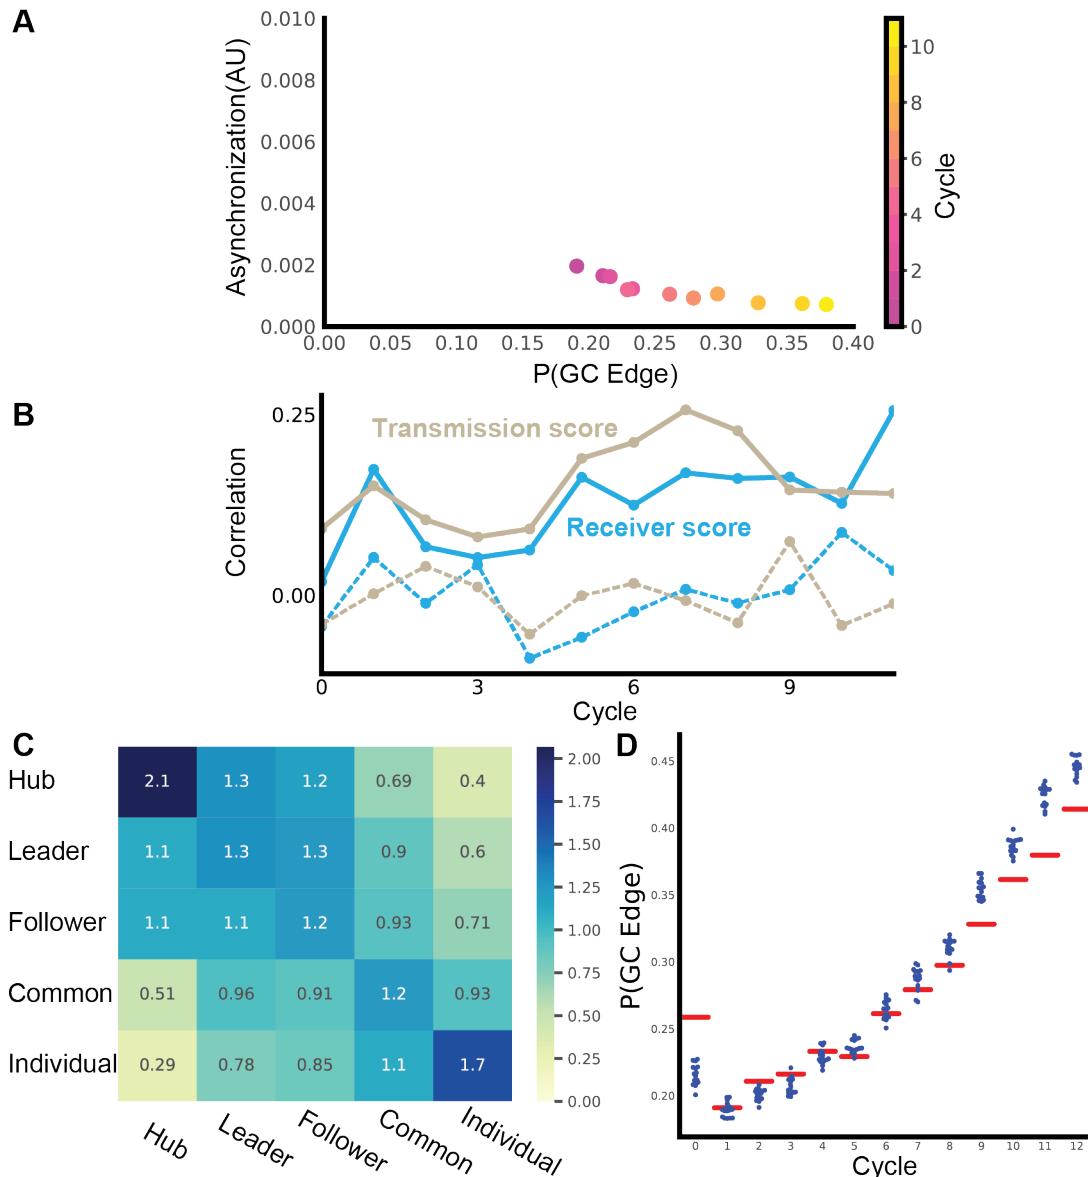 A
Asynchronization(AU)
0.010
0.008
0.006
0.004
0.002
0.000
0.00 0.05 0.10 0.15 0.20 0.25 0.30 0.35 0.40
P(GC Edge)
10
8
6
4
2
0
Cycle
B
Correlation
0.25
0.00
Transmission score
Receiver score
0 3 6 9
Cycle
C
Hub 2.1 1.3 1.2 0.69 0.4
Leader 1.1 1.3 1.3 0.9 0.6
Follower 1.1 1.1 1.2 0.93 0.71
Common 0.51 0.96 0.91 1.2 0.93
Individual 0.29 0.78 0.85 1.1 1.7
Hub Leader Follower Common Individual
2.00
1.75
1.50
1.25
1.00
0.75
0.50
0.25
0.00
D
P(GC Edge)
0.45
0.40
0.35
0.30
0.25
0.20
0 1 2 3 4 5 6 7 8 9 10 11 12
Cycle